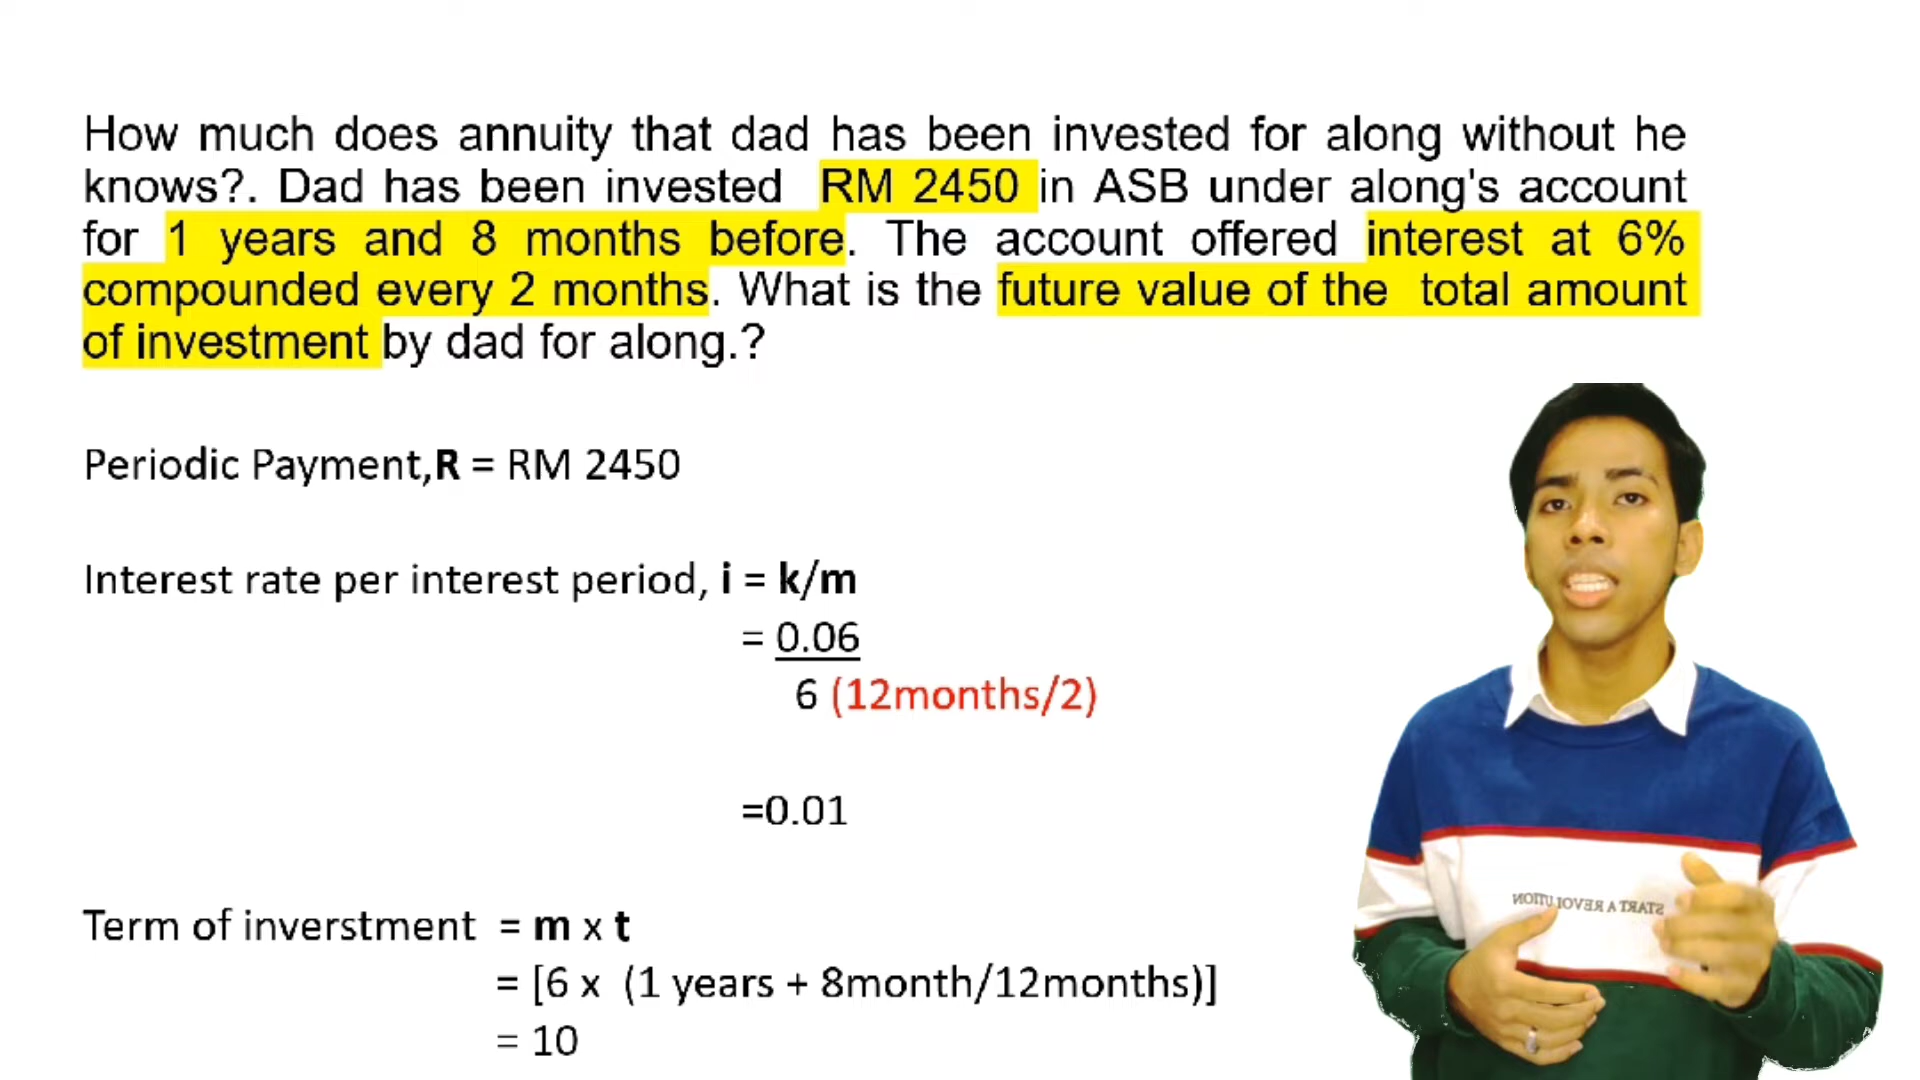 How much does annuity that dad has been invested for along without he
knows?. Dad has been invested RM 2450 in ASB under along's account
for 1 years and 8 months before. The account offered interest at 6%
compounded every 2 months. What is the future value of the total amount
of investment by dad for along.?
Periodic Payment,R = RM 2450
Interest rate per interest period, i = k/m
= 0.06
6 (12months/2)
=0.01
Term of inverstment = m x t
= [6 x (1 years + 8month/12months)]
= 10
START A REVOLUTION